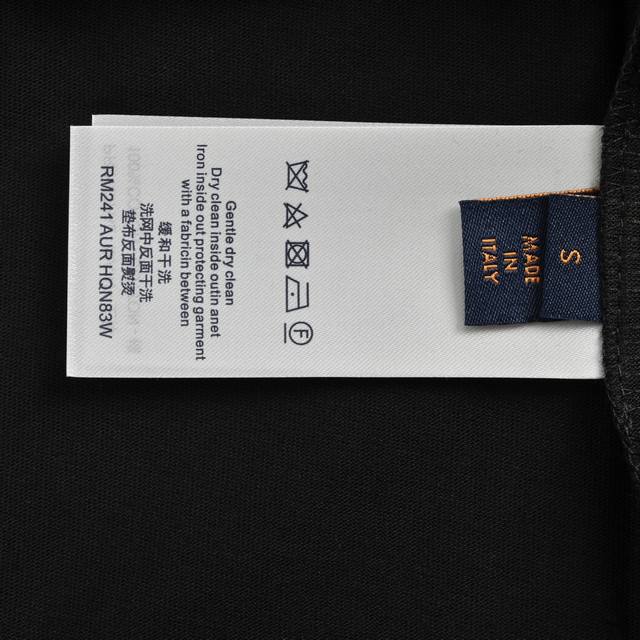 Gentle dry clean
Dry clean inside outin anet
Iron inside out protecting garment
with a fabricin between
缓和干洗
洗网中反面干洗
垫布反面熨烫
RM241 AUR HQN83W
F
MADE
IN
ITALY
S